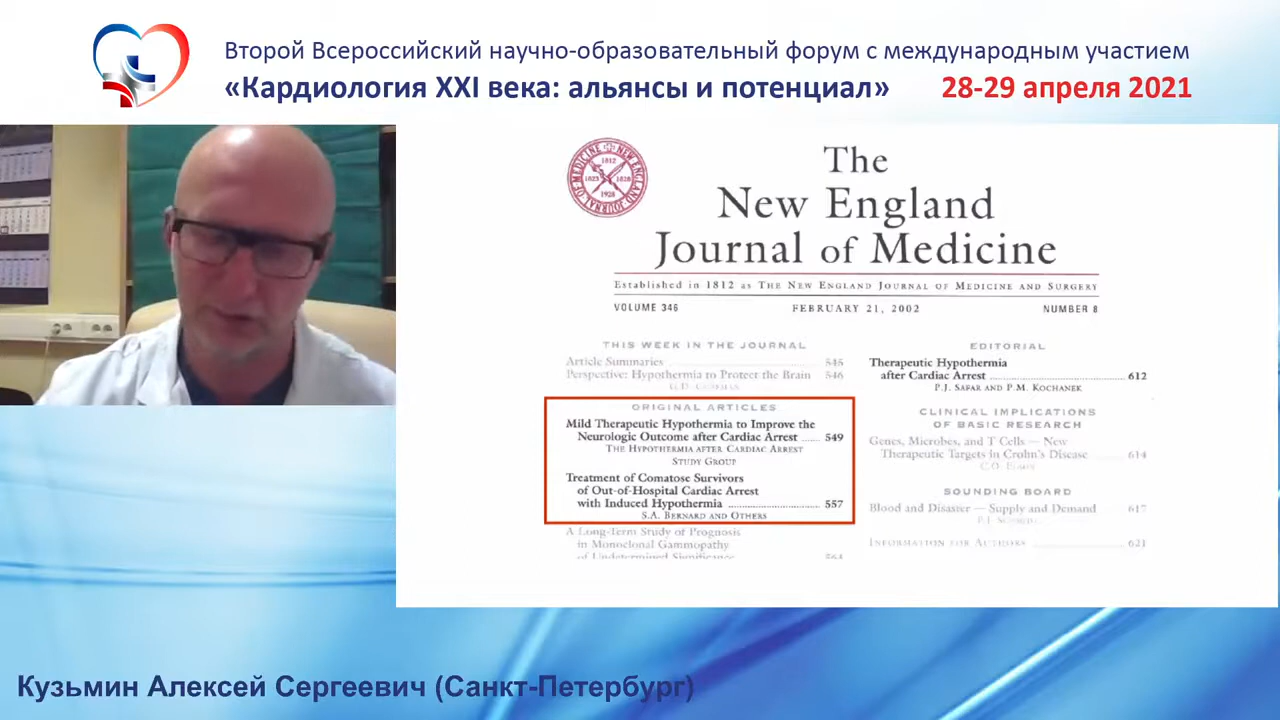 Второй Всероссийский научно-образовательный форум с международным участием
«Кардиология XXI века: альянсы и потенциал» 28-29 апреля 2021
The
New England
Journal of Medicine
Established in 1812 as The NEW ENGLAND JOURNAL OF MEDICINE AND SURGERY
VOLUME 346 FEBRUARY 21, 2002 NUMBER 8
THIS WEEK IN THE JOURNAL
Article Summaries 545
Perspective: Hypothermia to Protect the Brain 546
ORIGINAL ARTICLES
Mild Therapeutic Hypothermia to Improve the
Neurologic Outcome after Cardiac Arrest ...... 549
THE HYPOTHERMIA AFTER CARDIAC ARREST
STUDY GROUP
Treatment of Comatose Survivors
of Out-of-Hospital Cardiac Arrest
with Induced Hypothermia ........................ 557
S.A. BERNARD AND OTHERS
A Long-Term Study of Prognosis
in Monoclonal Gammopathy
of Undetermined Significance
EDITORIAL
Therapeutic Hypothermia
after Cardiac Arrest ................................ 612
P.J. SAFAR AND P.M. KOCHANEK
CLINICAL IMPLICATIONS
OF BASIC RESEARCH
Genes, Microbes, and T Cells — New
Therapeutic Targets in Crohn's Disease 614
SOUNDING BOARD
Blood and Disaster — Supply and Demand 617
INFORMATION FOR AUTHORS 621
Кузьмин Алексей Сергеевич (Санкт-Петербург)